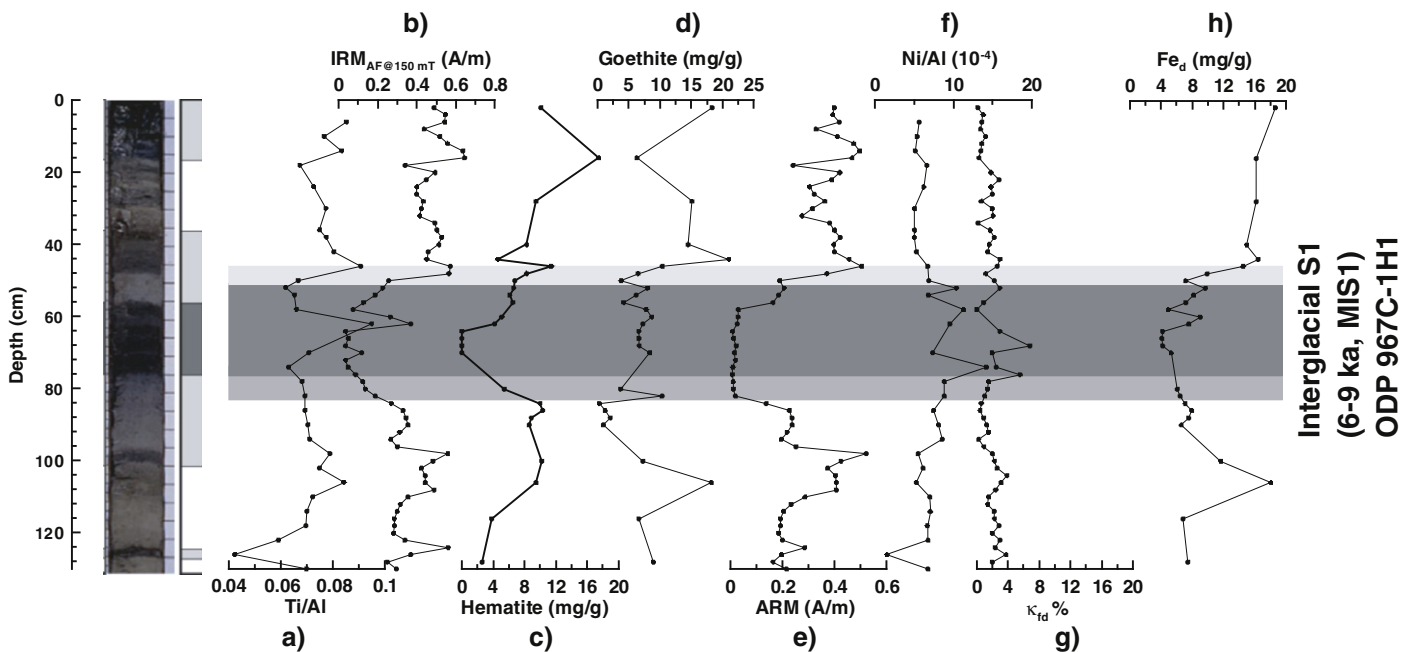 b)
d)
f)
h)
IRM AF@150 mT (A/m)
Goethite (mg/g)
Ni/Al (10-4)
Fed (mg/g)
0 0.2 0.4 0.6 0.8
0 5 10 15 20 25
0 10 20
0 4 8 12 16 20
Depth (cm)
0
20
40
60
80
100
120
Interglacial S1
(6-9 ka, MIS1)
ODP 967C-1H1
0.04 0.06 0.08 0.1
0 4 8 12 16 20
0 0.2 0.4 0.6
0 4 8 12 16 20
Ti/Al
Hematite (mg/g)
ARM (A/m)
κfd %
a)
c)
e)
g)